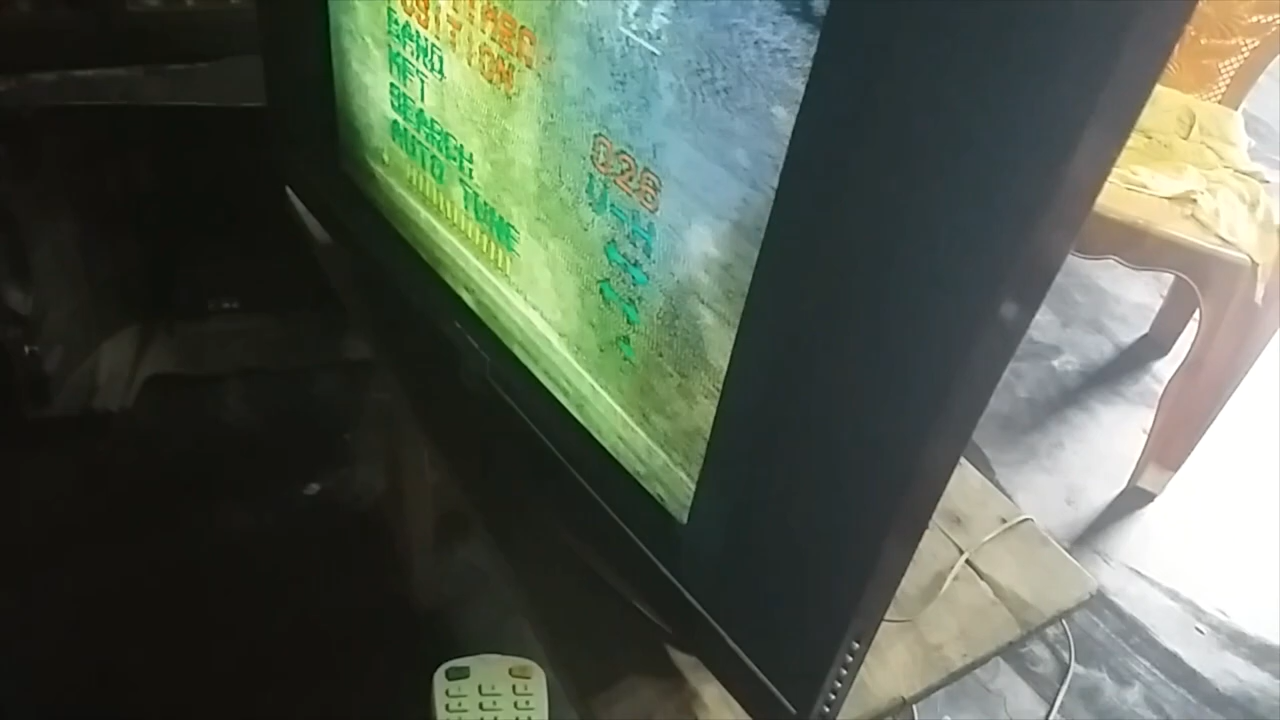 POSITION 026
BAND V-H
AFT
SEARCH
AUTO TUNE